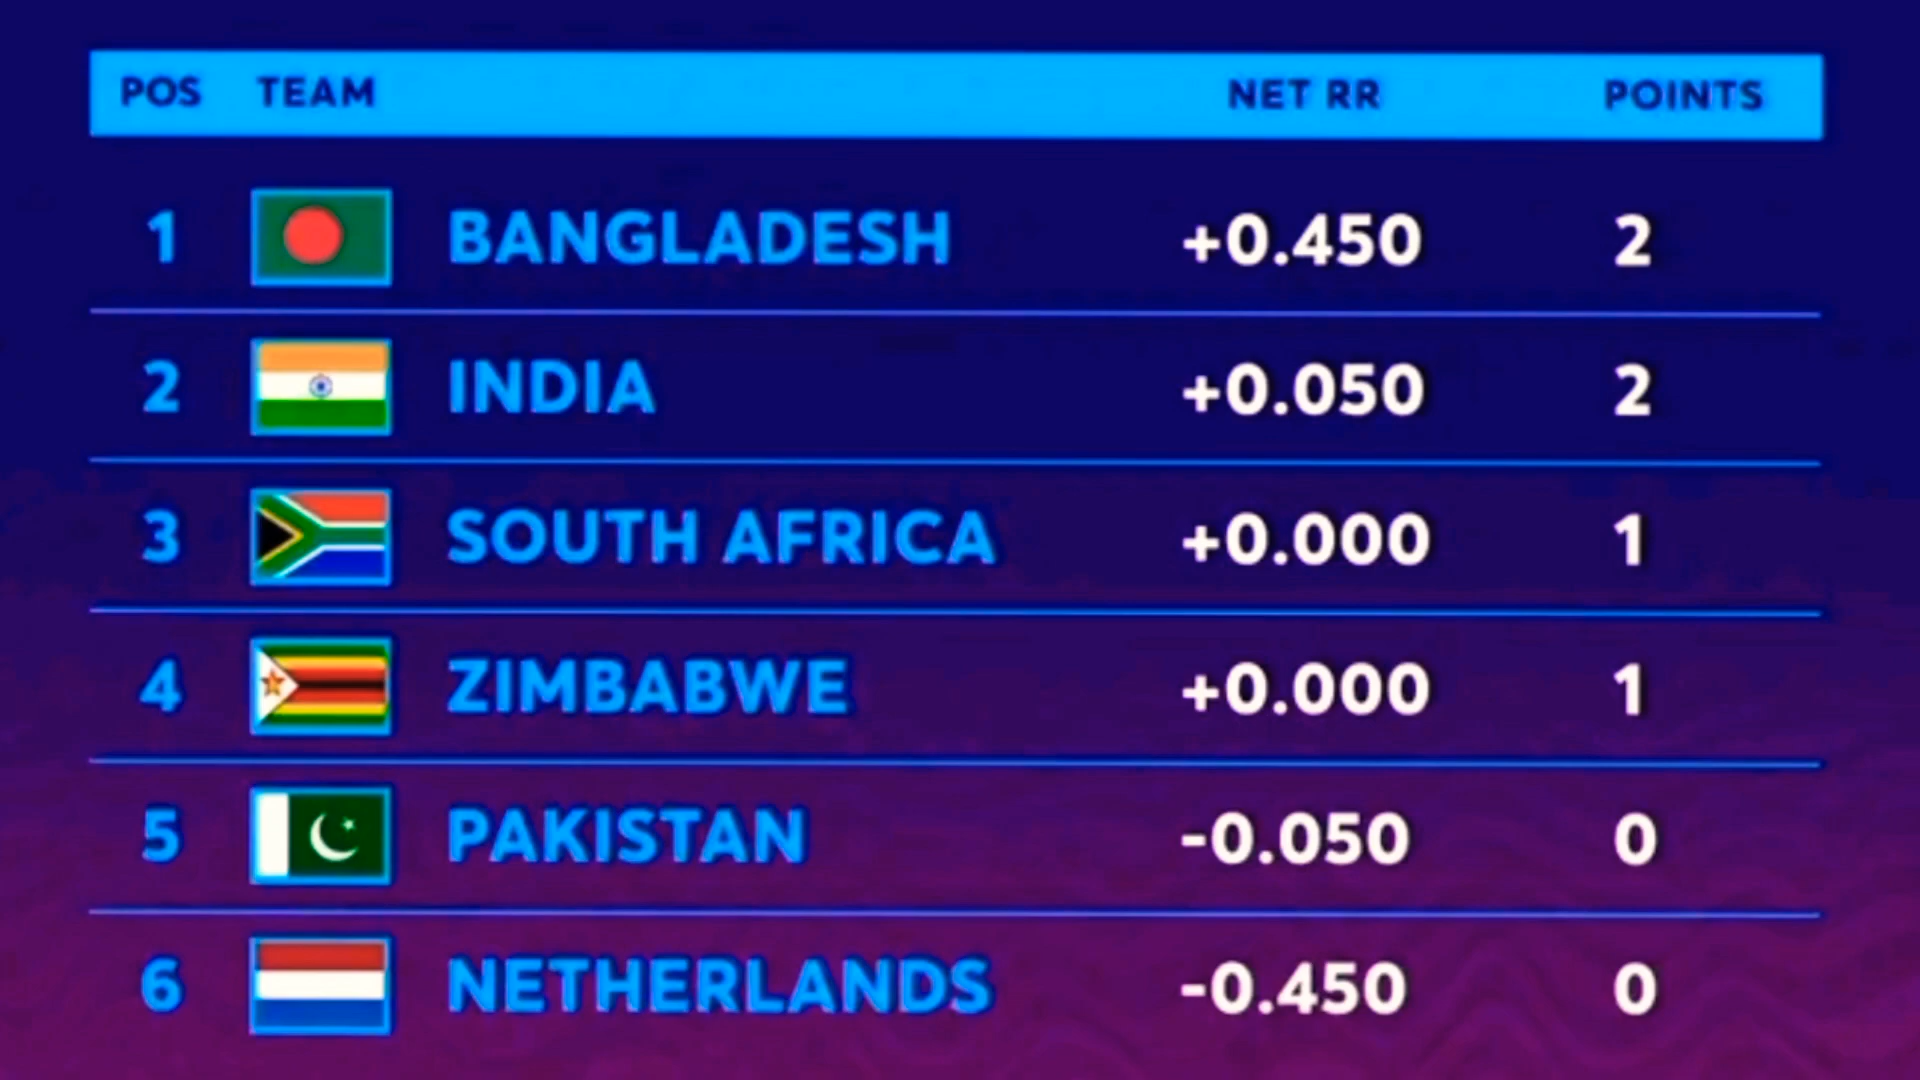 POS TEAM NET RR POINTS
1 BANGLADESH +0.450 2
2 INDIA +0.050 2
3 SOUTH AFRICA +0.000 1
4 ZIMBABWE +0.000 1
5 PAKISTAN -0.050 0
6 NETHERLANDS -0.450 0